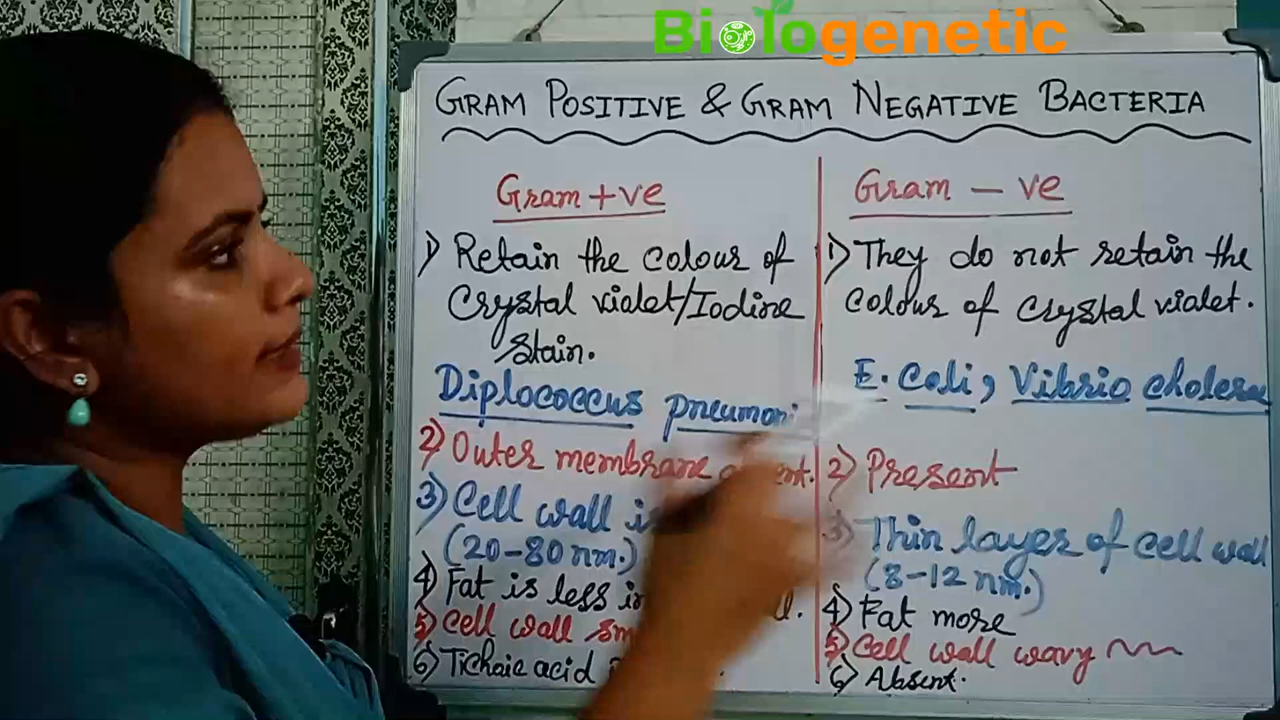 Biologenetic
GRAM POSITIVE & GRAM NEGATIVE BACTERIA
Gram+ve
1) Retain the colour of
Crystal vialet/Iodine
Stain.
Diplococcus
2) Outer membrane
3) Cell wall
(20-80 nm.)
4) Fat is less
5) Cell wall
6) Tichoic acid
Gram - ve
1) They do not retain the
colour of crystal vialet.
E. Coli, Vibrio cholerae
2) Present
3) Thin layer of cell wall
(8-12 nm.)
4) Fat more
5) Cell wall wavy
6) Absent.